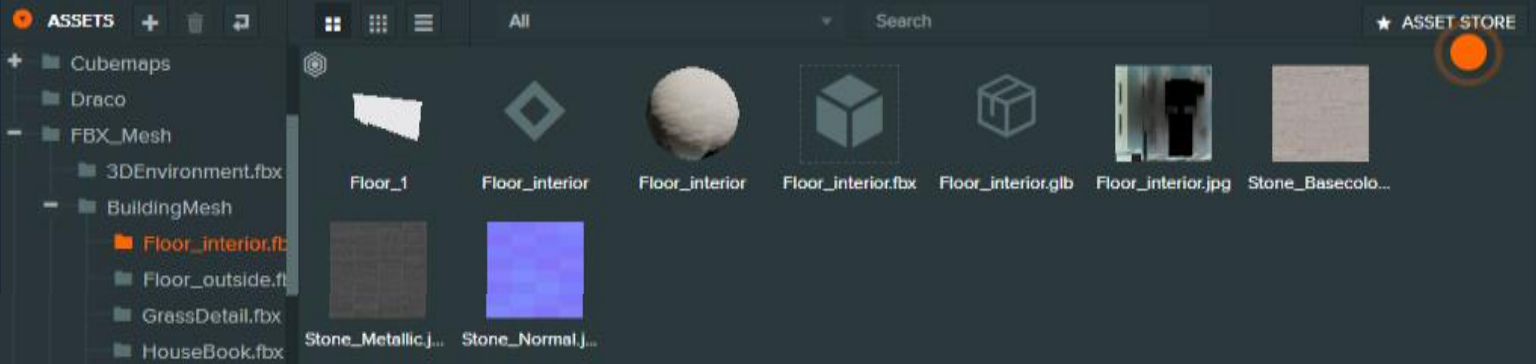 ASSETS
All
Search
ASSET STORE
Cubemaps
Draco
FBX_Mesh
3DEnvironment.fbx
BuildingMesh
Floor_interior.fb
Floor_outside.fl
GrassDetail.fbx
HouseBook.fbx
Floor_1
Floor_interior
Floor_interior
Floor_interior.fbx
Floor_interior.glb
Floor_interior.jpg
Stone_Basecolo...
Stone_Metallic.j...
Stone_Normal.j...